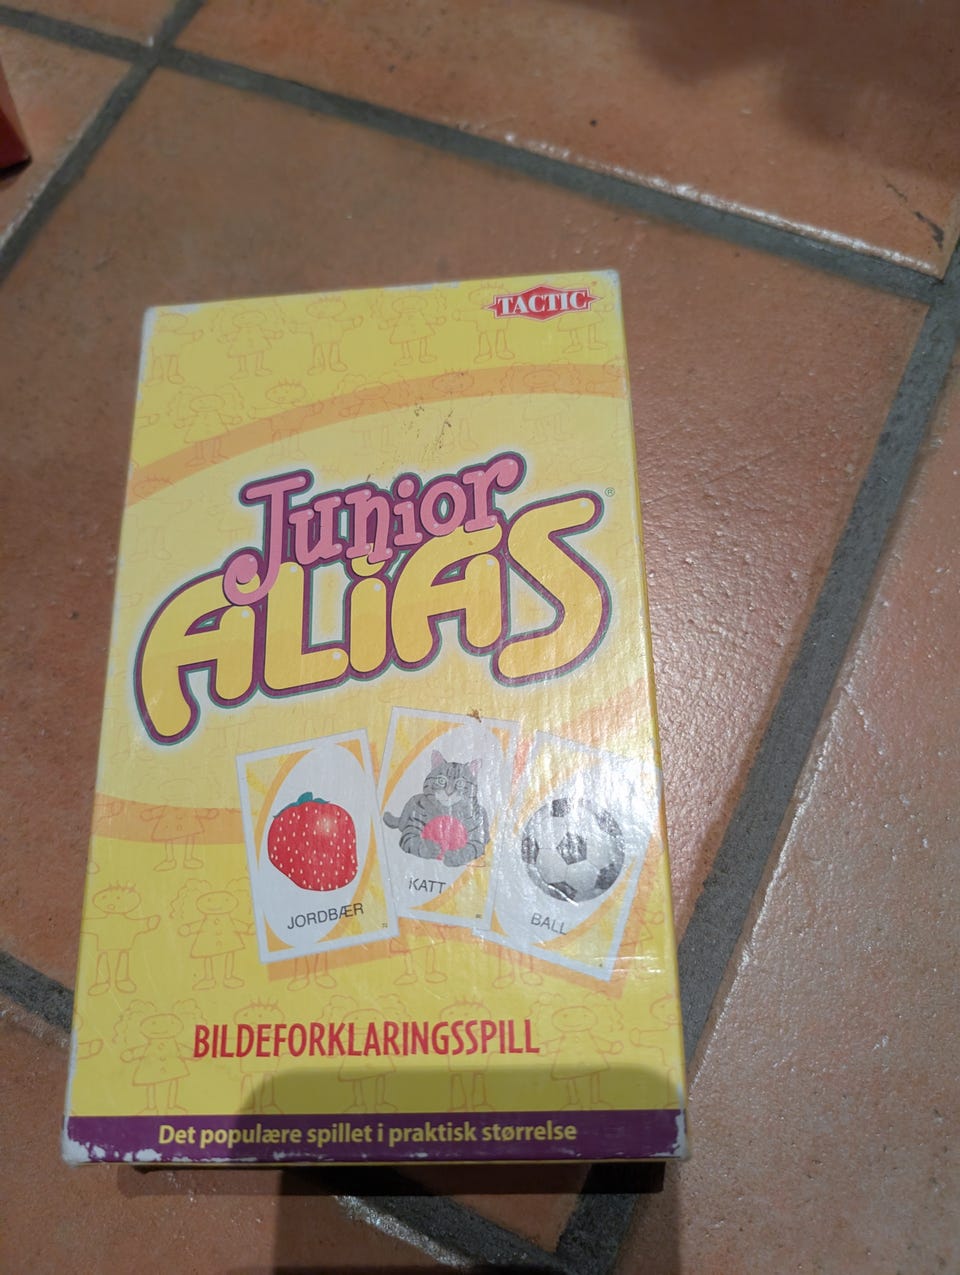 TACTIC
Junior
ALiAS
®
JORDBÆR
KATT
BALL
BILDEFORKLARINGSSPILL
Det populære spillet i praktisk størrelse